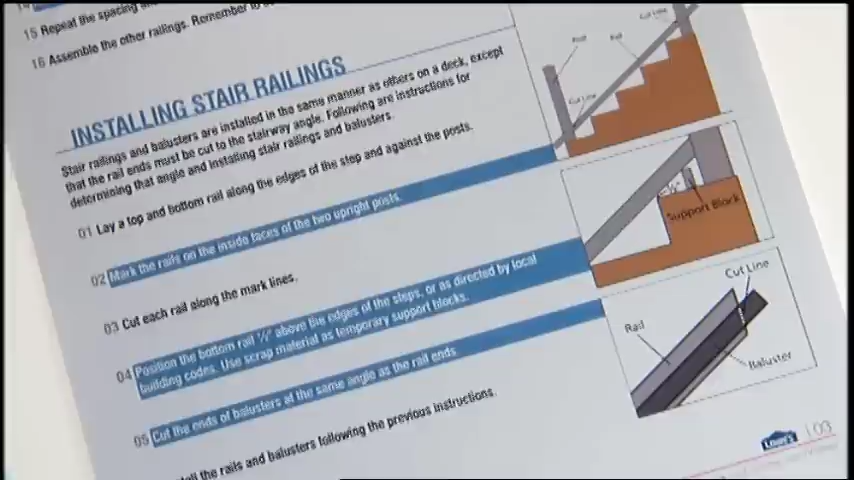 15 Repeat the spacing
16 Assemble the other railings. Remember to
INSTALLING STAIR RAILINGS
Stair railings and balusters are installed in the same manner as others on a deck, except
that the rail ends must be cut to the stairway angle. Following are instructions for
determining that angle and installing stair railings and balusters.
01 Lay a top and bottom rail along the edges of the step and against the posts.
02 Mark the rails on the inside faces of the two upright posts.
03 Cut each rail along the mark lines.
04 Position the bottom rail ½" above the edges of the steps, or as directed by local
building codes. Use scrap material as temporary support blocks.
05 Cut the ends of balusters at the same angle as the rail ends
the rails and balusters following the previous instructions.
Cut Line
Post
Rail
Cut Line
½"
Support Block
Cut Line
Rail
Baluster
LOWE'S
03